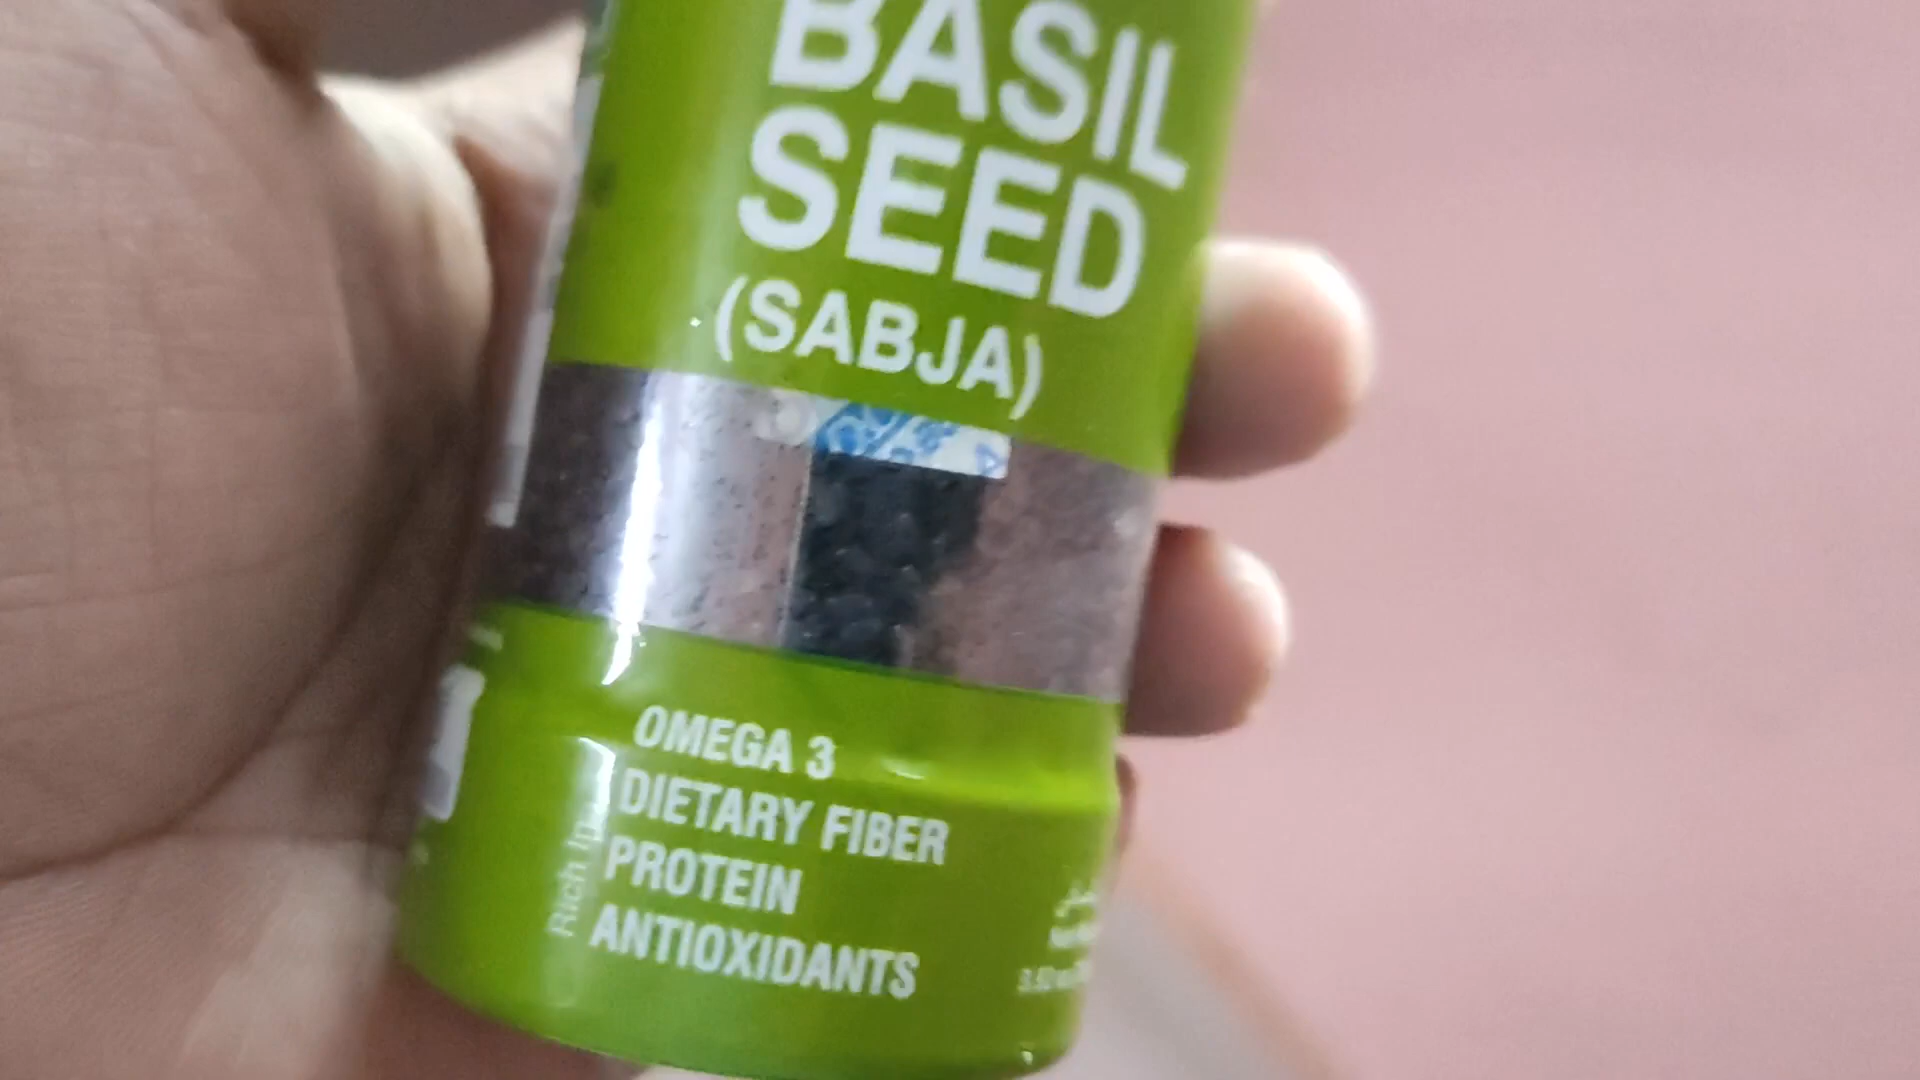 BASIL
SEED
(SABJA)
Rich In
OMEGA 3
DIETARY FIBER
PROTEIN
ANTIOXIDANTS